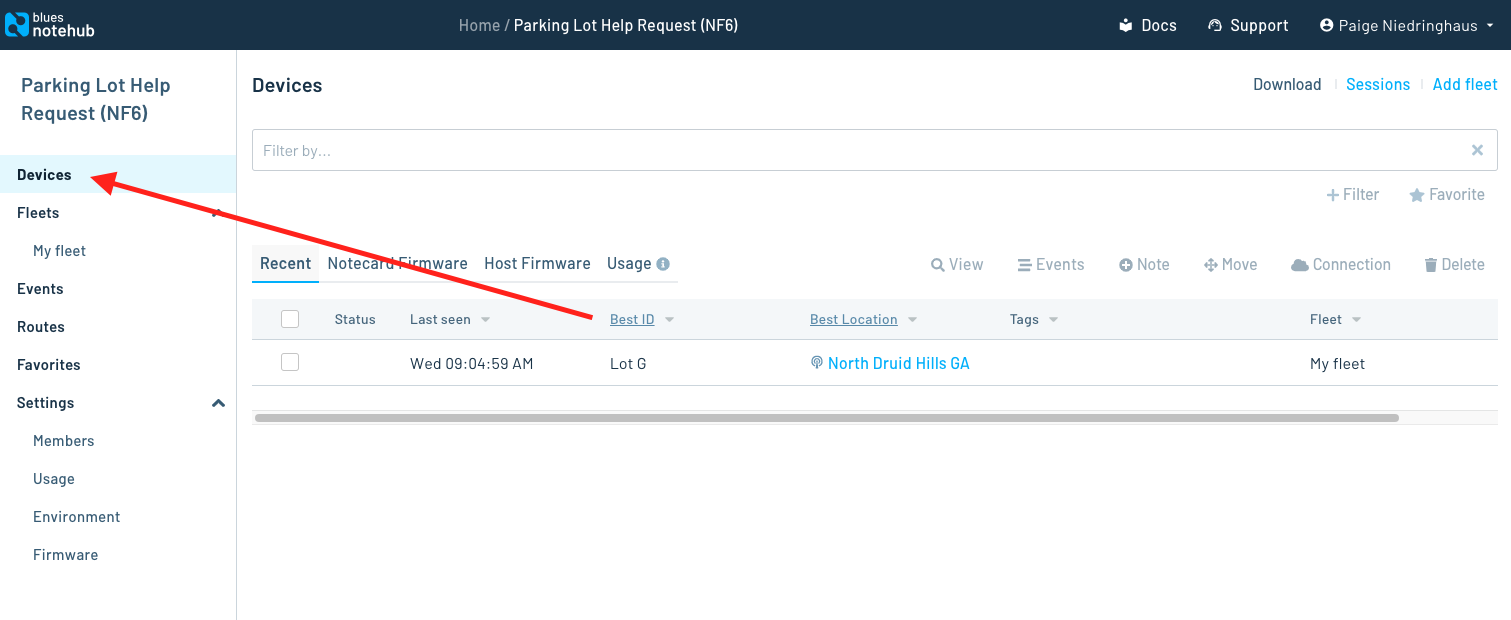 blues
notehub
Home / Parking Lot Help Request (NF6)
Docs
Support
Paige Niedringhaus
Parking Lot Help
Request (NF6)
Devices
Fleets
My fleet
Events
Routes
Favorites
Settings
Members
Usage
Environment
Firmware
Devices
Download
Sessions
Add fleet
Filter by...
Filter
Favorite
Recent
Notecard Firmware
Host Firmware
Usage
View
Events
Note
Move
Connection
Delete
Status
Last seen
Best ID
Best Location
Tags
Fleet
Wed 09:04:59 AM
Lot G
North Druid Hills GA
My fleet